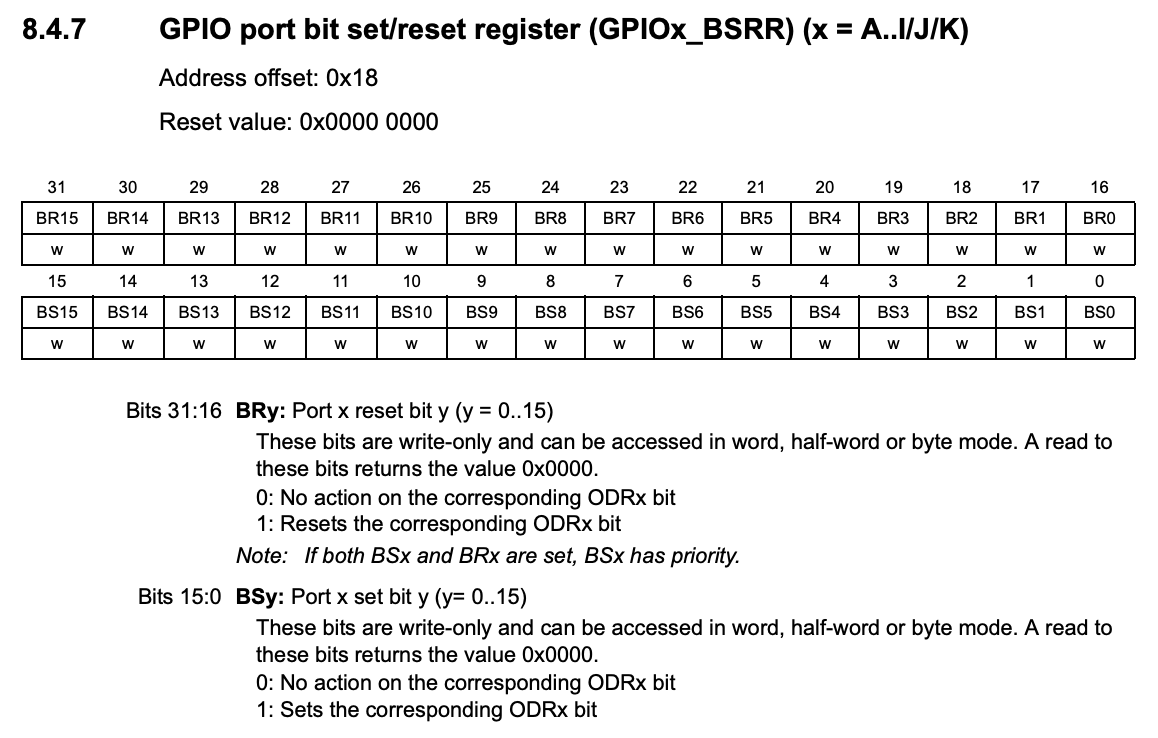 8.4.7 GPIO port bit set/reset register (GPIOx_BSRR) (x = A..I/J/K)
Address offset: 0x18
Reset value: 0x0000 0000
31 30 29 28 27 26 25 24 23 22 21 20 19 18 17 16
BR15 BR14 BR13 BR12 BR11 BR10 BR9 BR8 BR7 BR6 BR5 BR4 BR3 BR2 BR1 BR0
w w w w w w w w w w w w w w w w
15 14 13 12 11 10 9 8 7 6 5 4 3 2 1 0
BS15 BS14 BS13 BS12 BS11 BS10 BS9 BS8 BS7 BS6 BS5 BS4 BS3 BS2 BS1 BS0
w w w w w w w w w w w w w w w w
Bits 31:16 BRy: Port x reset bit y (y = 0..15)
These bits are write-only and can be accessed in word, half-word or byte mode. A read to
these bits returns the value 0x0000.
0: No action on the corresponding ODRx bit
1: Resets the corresponding ODRx bit
Note: If both BSx and BRx are set, BSx has priority.
Bits 15:0 BSy: Port x set bit y (y= 0..15)
These bits are write-only and can be accessed in word, half-word or byte mode. A read to
these bits returns the value 0x0000.
0: No action on the corresponding ODRx bit
1: Sets the corresponding ODRx bit